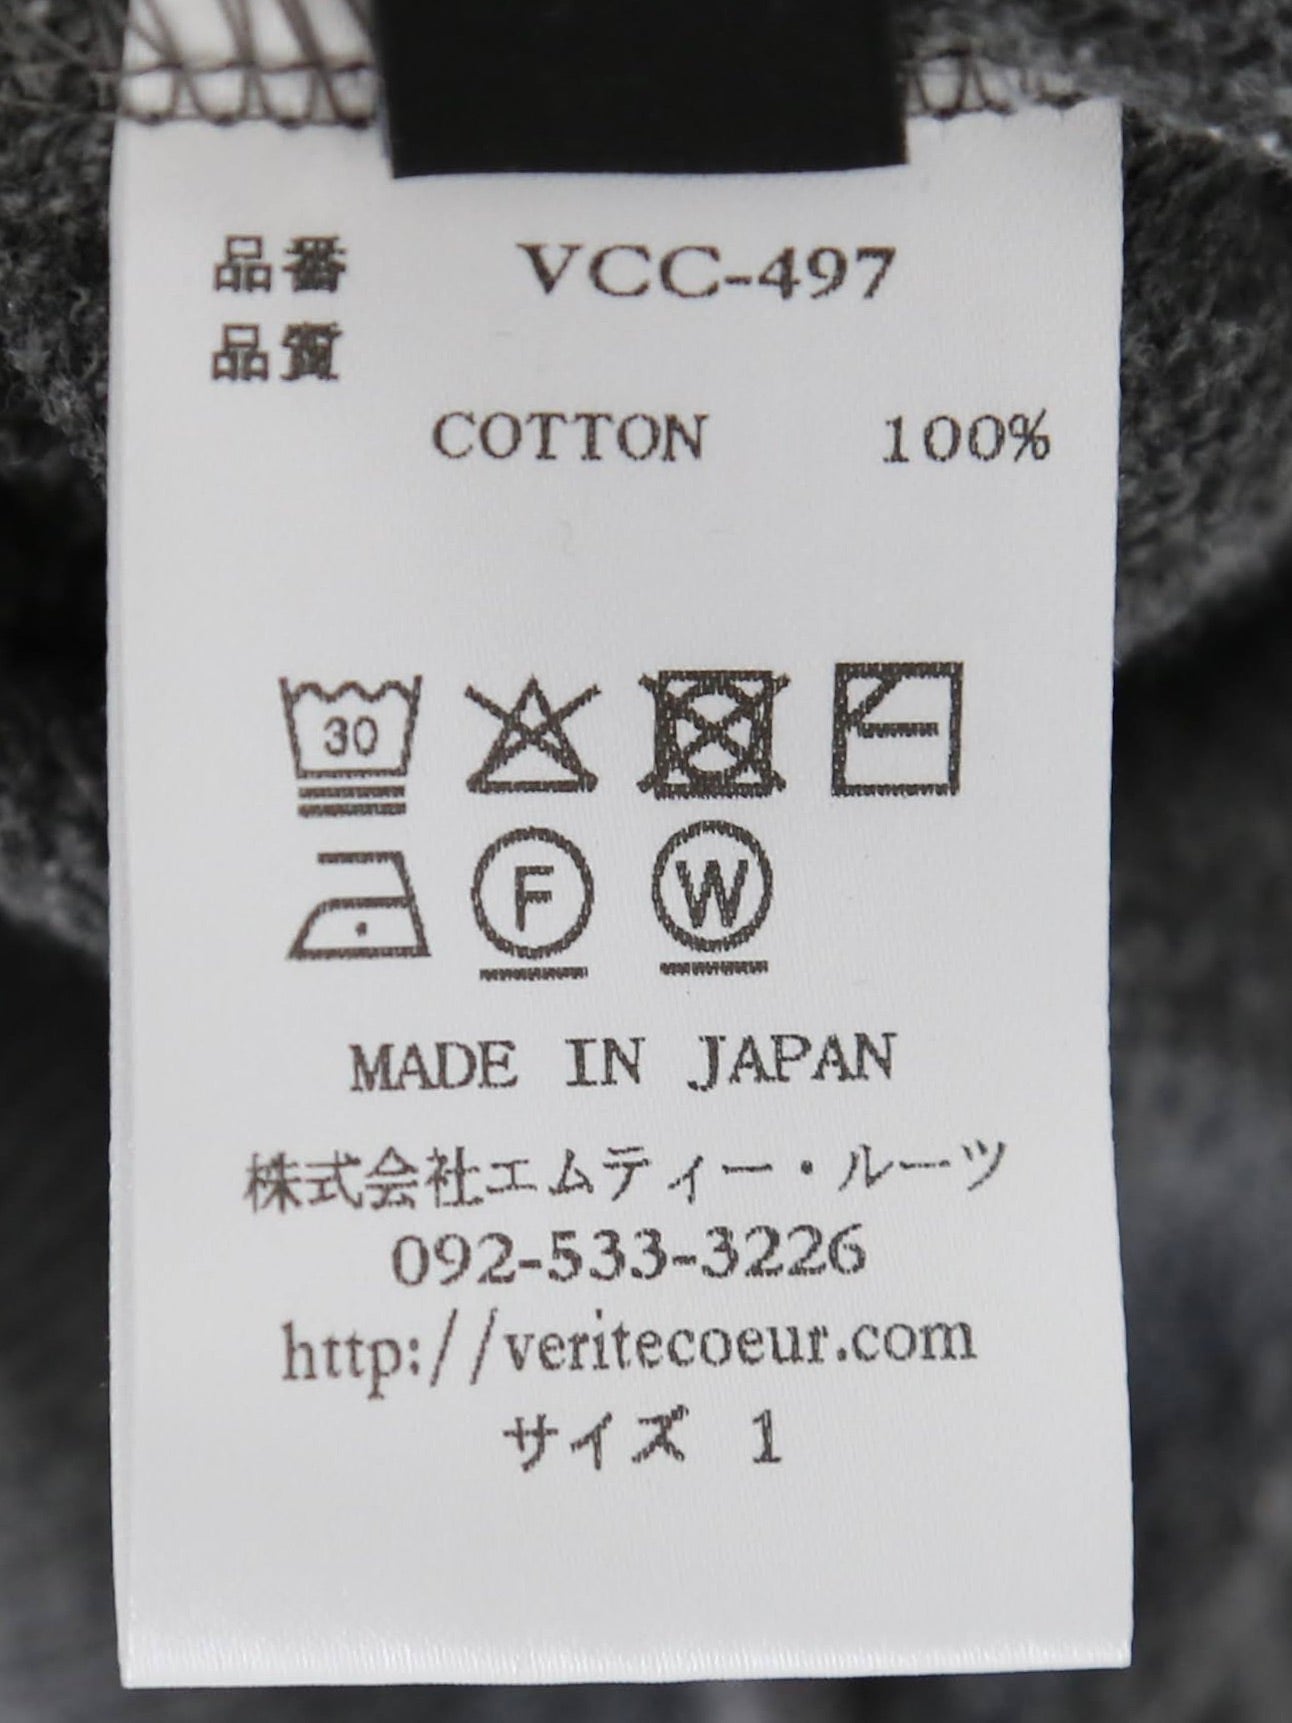 品番 VCC-497
品質
COTTON 100%
30
F W
MADE IN JAPAN
株式会社エムティー・ルーツ
092-533-3226
http://veritecoeur.com
サイズ 1